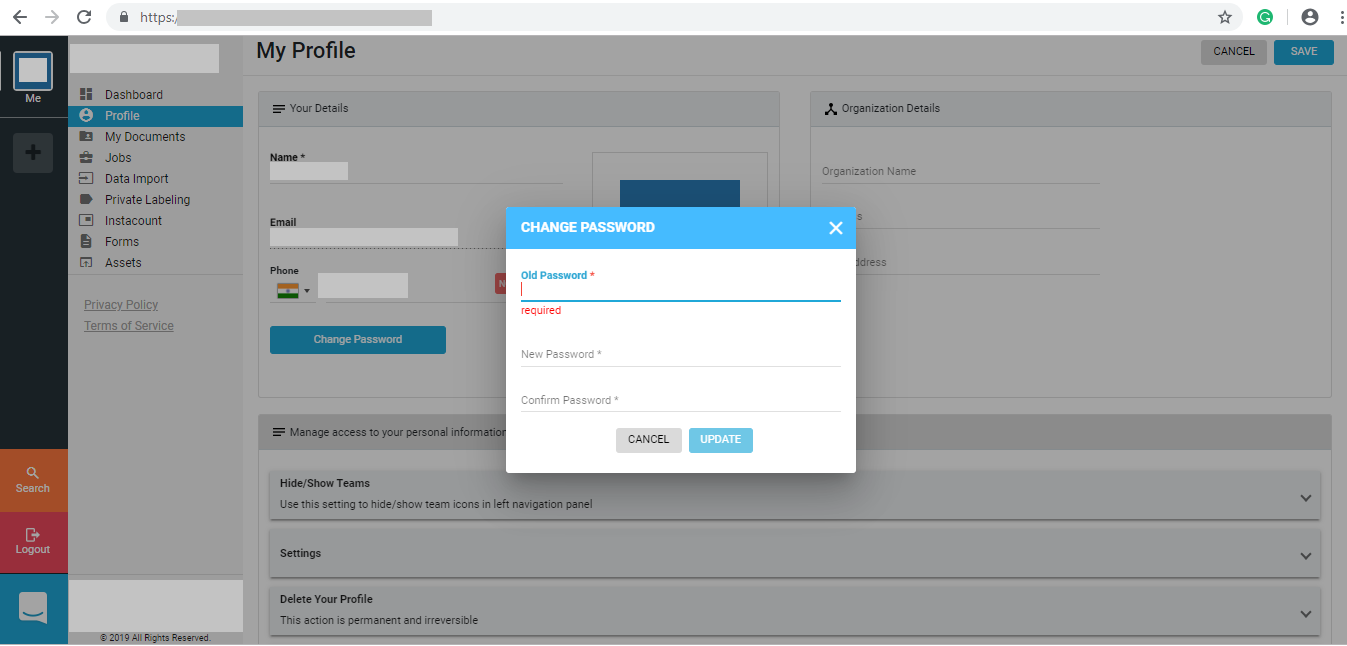 https:/
My Profile
CANCEL
SAVE
Me
Dashboard
Profile
My Documents
Jobs
Data Import
Private Labeling
Instacount
Forms
Assets
Privacy Policy
Terms of Service
Search
Logout
© 2019 All Rights Reserved.
Your Details
Name *
Email
Phone
N
Change Password
Organization Details
Organization Name
s
ddress
CHANGE PASSWORD
Old Password *
required
New Password *
Confirm Password *
CANCEL
UPDATE
Manage access to your personal information
Hide/Show Teams
Use this setting to hide/show team icons in left navigation panel
Settings
Delete Your Profile
This action is permanent and irreversible